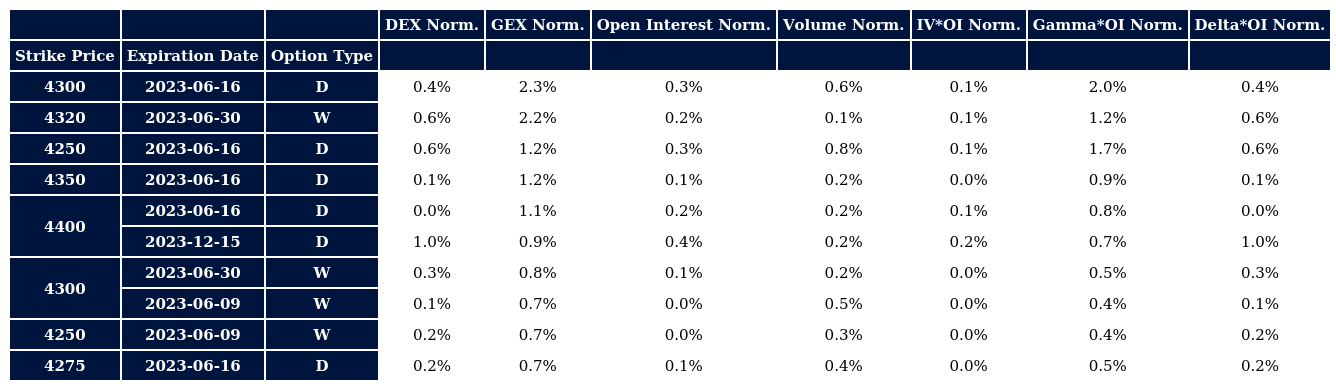 DEX Norm. GEX Norm. Open Interest Norm. Volume Norm. IV*OI Norm. Gamma*OI Norm. Delta*OI Norm.
Strike Price Expiration Date Option Type
4300 2023-06-16 D 0.4% 2.3% 0.3% 0.6% 0.1% 2.0% 0.4%
4320 2023-06-30 W 0.6% 2.2% 0.2% 0.1% 0.1% 1.2% 0.6%
4250 2023-06-16 D 0.6% 1.2% 0.3% 0.8% 0.1% 1.7% 0.6%
4350 2023-06-16 D 0.1% 1.2% 0.1% 0.2% 0.0% 0.9% 0.1%
4400 2023-06-16 D 0.0% 1.1% 0.2% 0.2% 0.1% 0.8% 0.0%
2023-12-15 D 1.0% 0.9% 0.4% 0.2% 0.2% 0.7% 1.0%
4300 2023-06-30 W 0.3% 0.8% 0.1% 0.2% 0.0% 0.5% 0.3%
2023-06-09 W 0.1% 0.7% 0.0% 0.5% 0.0% 0.4% 0.1%
4250 2023-06-09 W 0.2% 0.7% 0.0% 0.3% 0.0% 0.4% 0.2%
4275 2023-06-16 D 0.2% 0.7% 0.1% 0.4% 0.0% 0.5% 0.2%